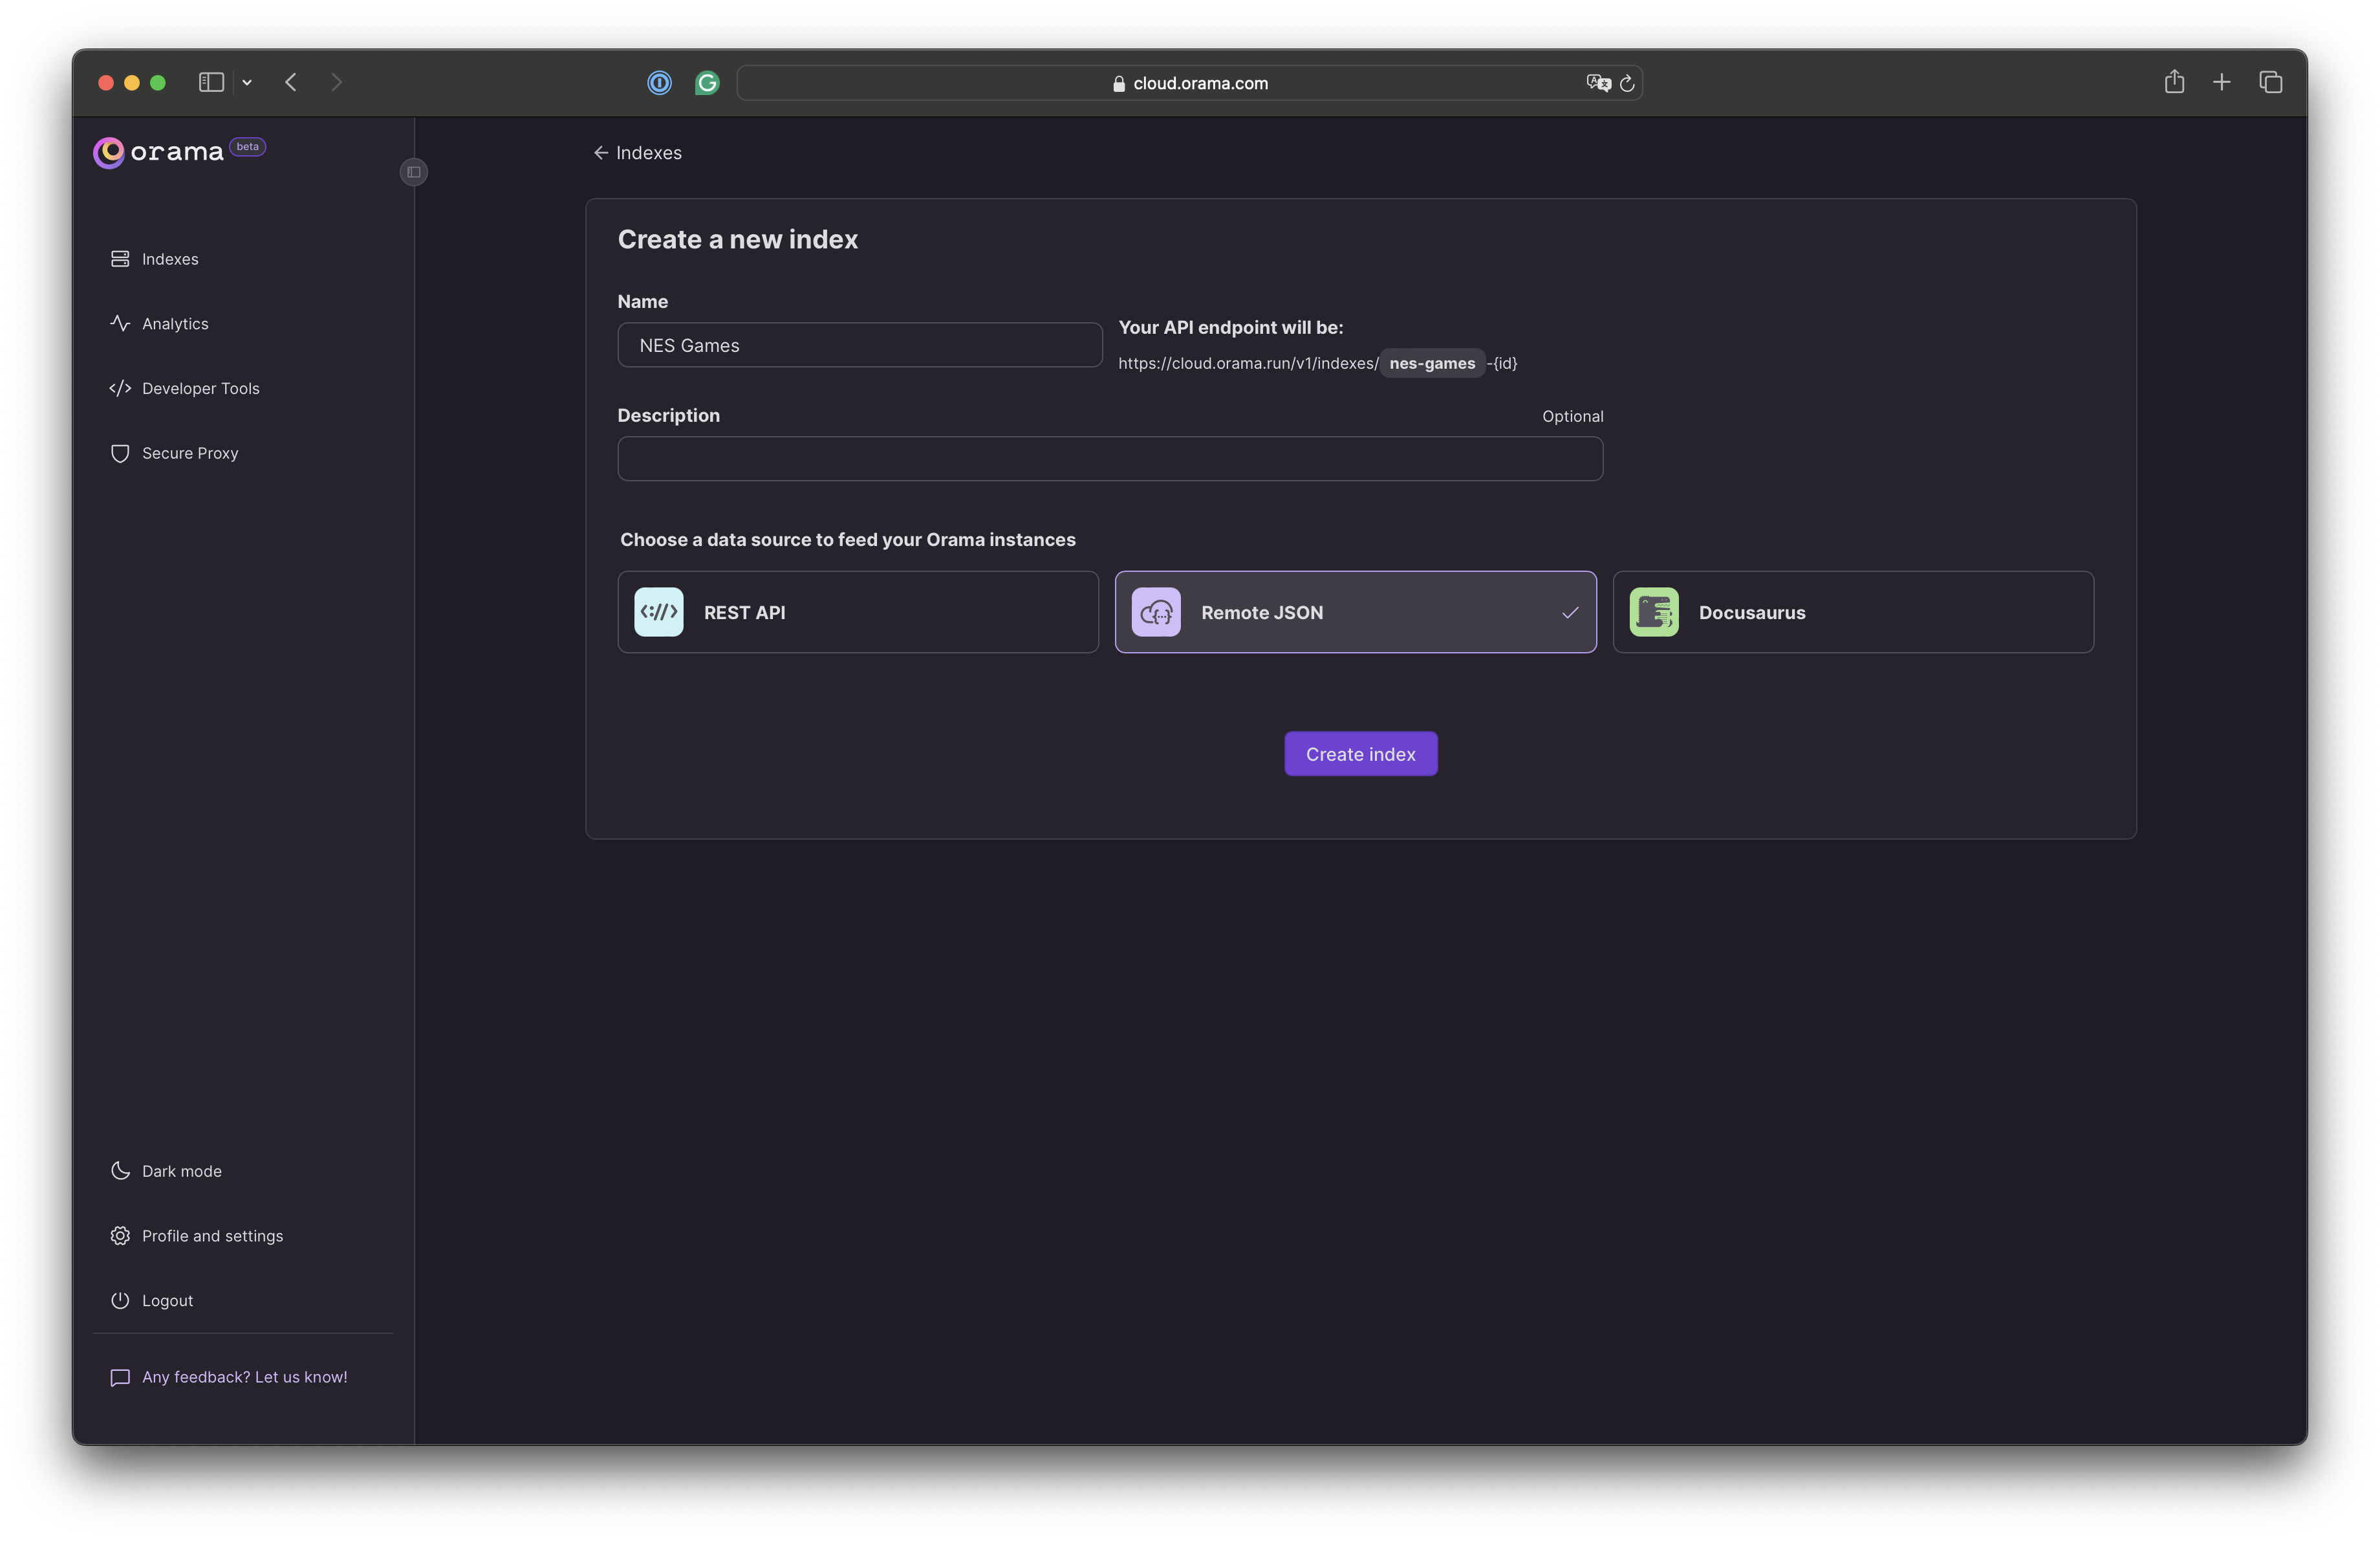 cloud.orama.com
orama beta
Indexes
Analytics
Developer Tools
Secure Proxy
Dark mode
Profile and settings
Logout
Any feedback? Let us know!
← Indexes
Create a new index
Name
NES Games
Your API endpoint will be:
https://cloud.orama.run/v1/indexes/ nes-games -{id}
Description
Optional
Choose a data source to feed your Orama instances
<://> REST API
{...} Remote JSON
Docusaurus
Create index